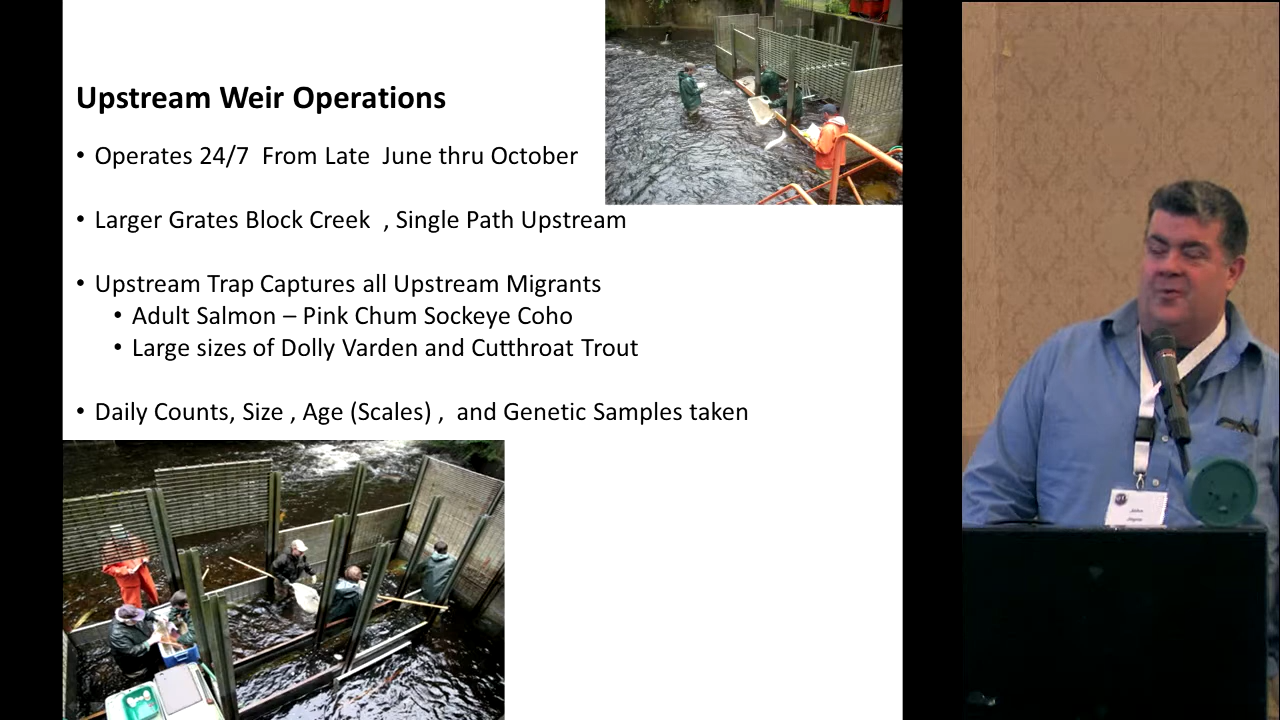 Upstream Weir Operations
• Operates 24/7 From Late June thru October
• Larger Grates Block Creek , Single Path Upstream
• Upstream Trap Captures all Upstream Migrants
• Adult Salmon – Pink Chum Sockeye Coho
• Large sizes of Dolly Varden and Cutthroat Trout
• Daily Counts, Size , Age (Scales) , and Genetic Samples taken